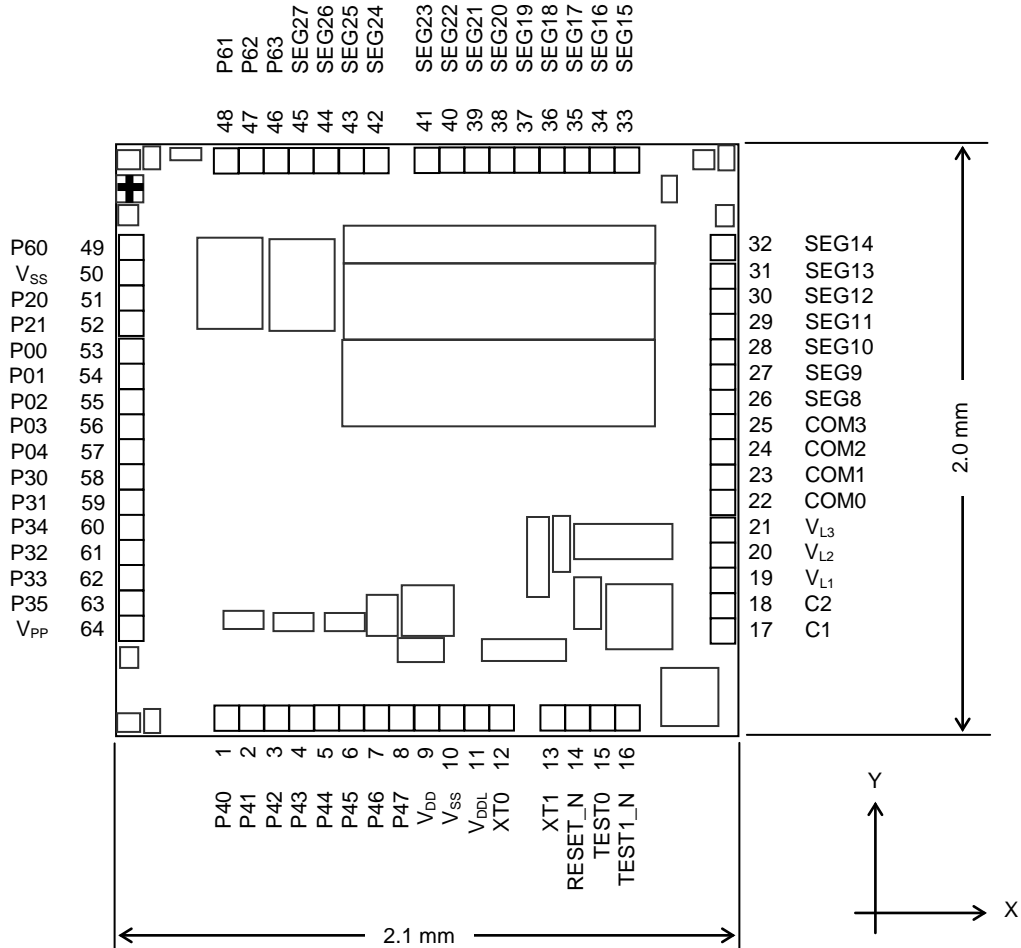 P61 P62 P63 SEG27 SEG26 SEG25 SEG24 SEG23 SEG22 SEG21 SEG20 SEG19 SEG18 SEG17 SEG16 SEG15
48 47 46 45 44 43 42 41 40 39 38 37 36 35 34 33
P60 49
VSS 50
P20 51
P21 52
P00 53
P01 54
P02 55
P03 56
P04 57
P30 58
P31 59
P34 60
P32 61
P33 62
P35 63
VPP 64
32 SEG14
31 SEG13
30 SEG12
29 SEG11
28 SEG10
27 SEG9
26 SEG8
25 COM3
24 COM2
23 COM1
22 COM0
21 VL3
20 VL2
19 VL1
18 C2
17 C1
2.0 mm
1 2 3 4 5 6 7 8 9 10 11 12 13 14 15 16
P40 P41 P42 P43 P44 P45 P46 P47 VDD VSS VDDL XT0 XT1 RESET_N TEST0 TEST1_N
Y
X
2.1 mm